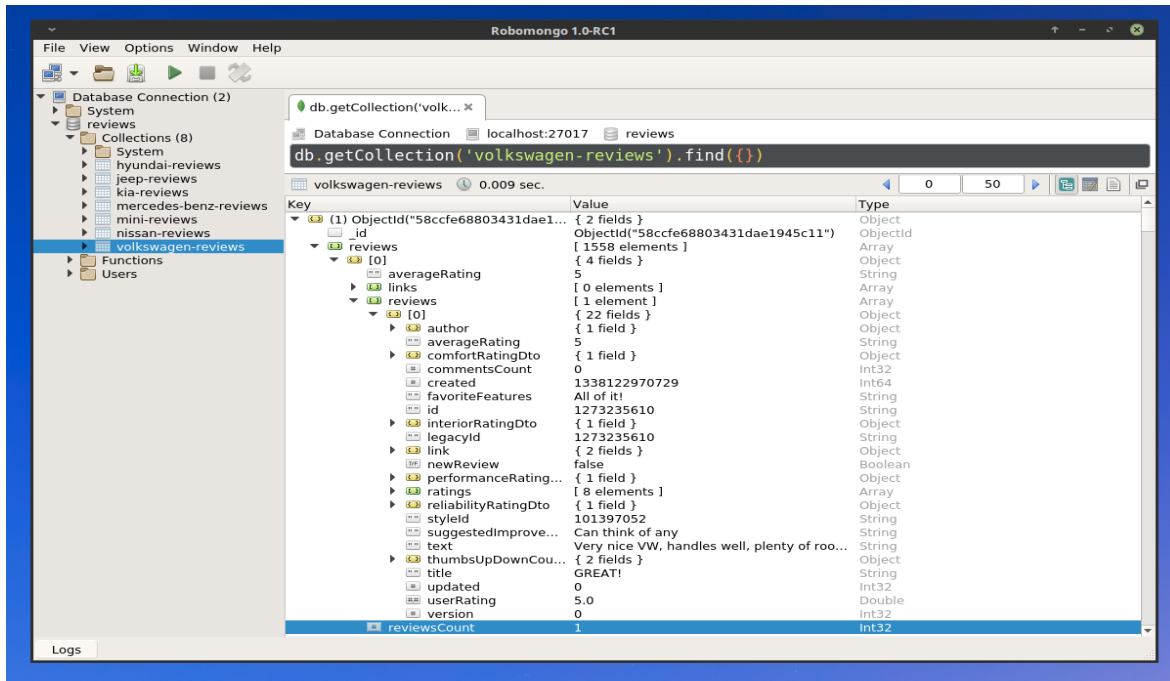 Robomongo 1.0-RC1
File View Options Window Help
Database Connection (2)
System
reviews
Collections (8)
System
hyundai-reviews
jeep-reviews
kia-reviews
mercedes-benz-reviews
mini-reviews
nissan-reviews
volkswagen-reviews
Functions
Users
db.getCollection('volk...
Database Connection localhost:27017 reviews
db.getCollection('volkswagen-reviews').find({})
volkswagen-reviews 0.009 sec. 0 50
Key Value Type
(1) ObjectId("58ccfe68803431dae1... { 2 fields } Object
_id ObjectId("58ccfe68803431dae1945c11") ObjectId
reviews [ 1558 elements ] Array
[0] { 4 fields } Object
averageRating 5 String
links [ 0 elements ] Array
reviews [ 1 element ] Array
[0] { 22 fields } Object
author { 1 field } Object
averageRating 5 String
comfortRatingDto { 1 field } Object
commentsCount 0 Int32
created 1338122970729 Int64
favoriteFeatures All of it! String
id 1273235610 String
interiorRatingDto { 1 field } Object
legacyId 1273235610 String
link { 2 fields } Object
newReview false Boolean
performanceRating... { 1 field } Object
ratings [ 8 elements ] Array
reliabilityRatingDto { 1 field } Object
styleId 101397052 String
suggestedImprove... Can think of any String
text Very nice VW, handles well, plenty of roo... String
thumbsUpDownCou... { 2 fields } Object
title GREAT! String
updated 0 Int32
userRating 5.0 Double
version 0 Int32
reviewsCount 1 Int32
Logs